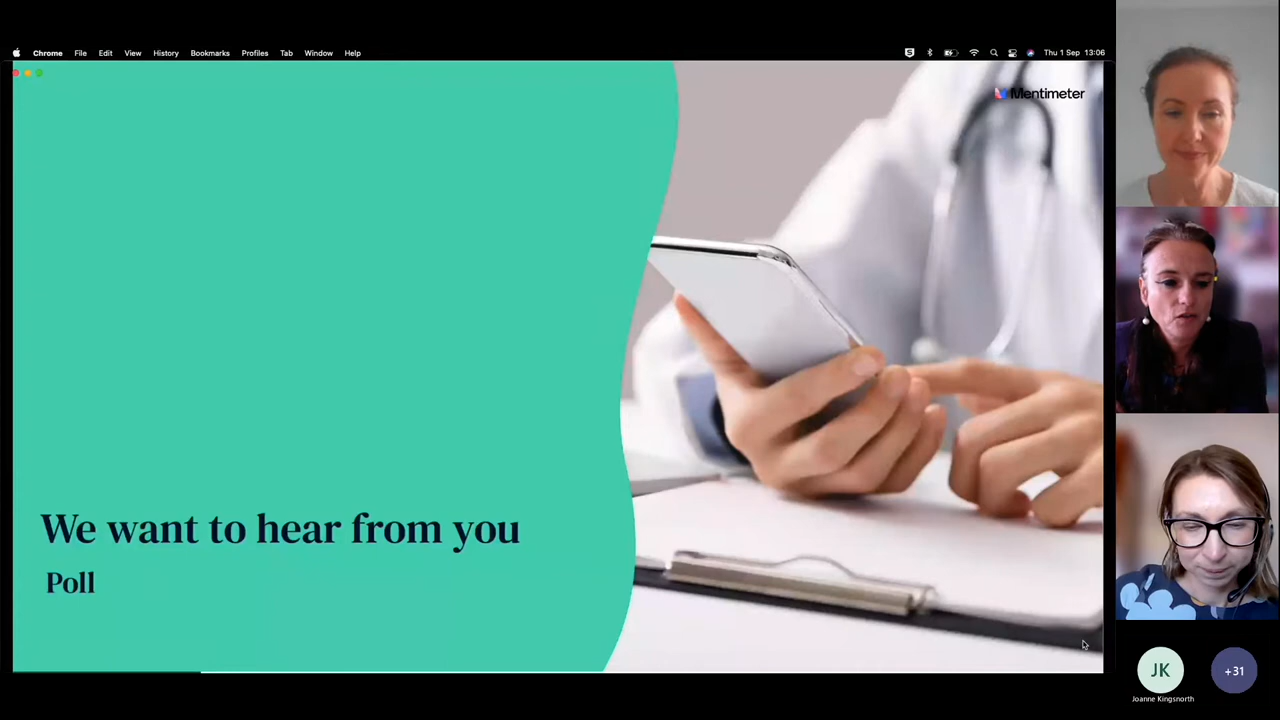 Chrome File Edit View History Bookmarks Profiles Tab Window Help Thu 1 Sep 13:06
Mentimeter
We want to hear from you
Poll
JK
+31
Joanne Kingsnorth